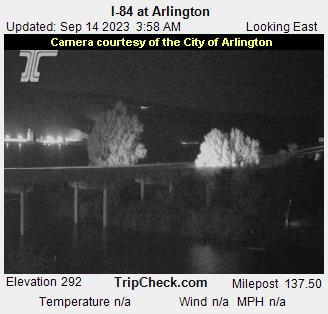 I-84 at Arlington
Updated: Sep 14 2023 3:58 AM Looking East
Camera courtesy of the City of Arlington
Elevation 292 TripCheck.com Milepost 137.50
Temperature n/a Wind n/a MPH n/a